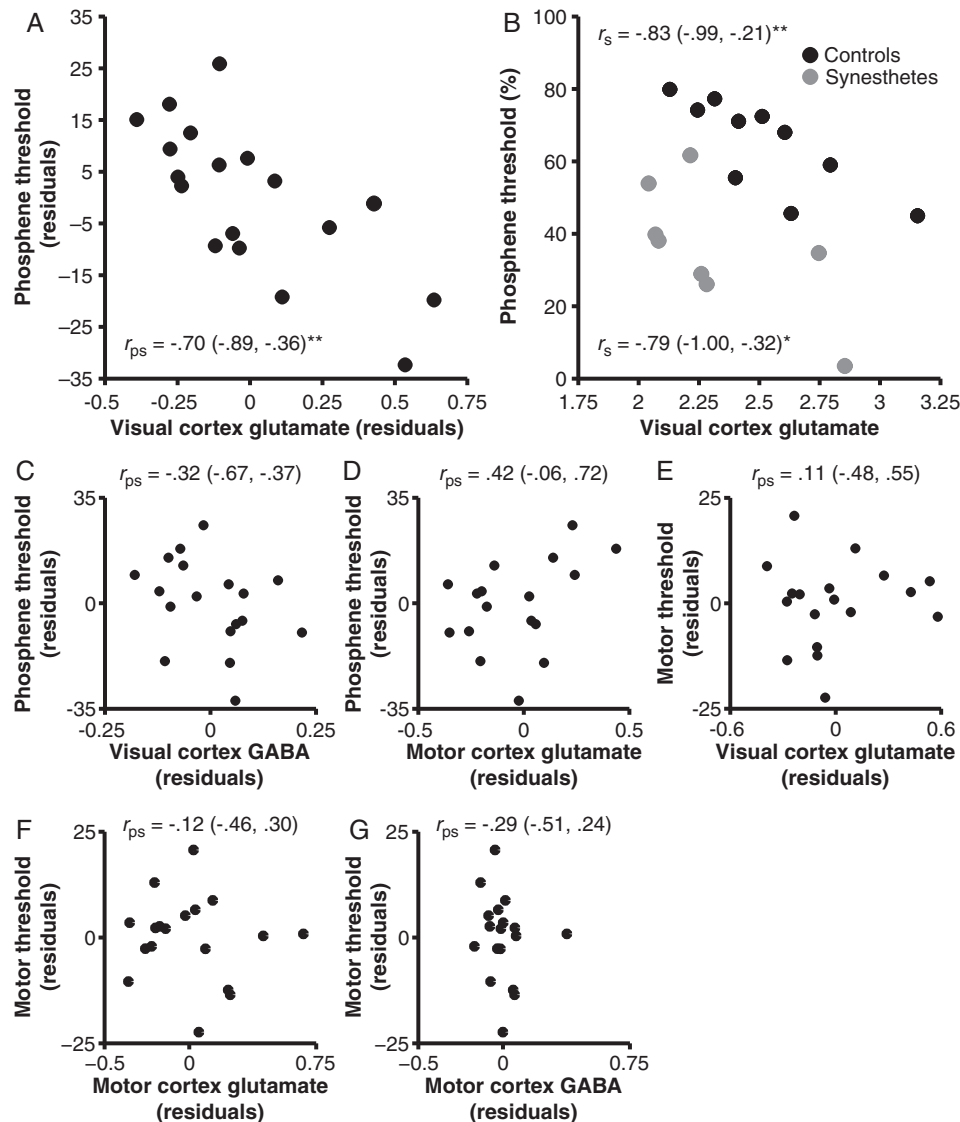 A
35
25
15
5
–5
–15
–25
–35
Phosphene threshold
(residuals)
r_ps = -.70 (-.89, -.36)**
-0.5 -0.25 0 0.25 0.5 0.75
Visual cortex glutamate (residuals)
B
100
80
60
40
20
0
Phosphene threshold (%)
r_s = -.83 (-.99, -.21)**
Controls
Synesthetes
r_s = -.79 (-1.00, -.32)*
1.75 2 2.25 2.5 2.75 3 3.25
Visual cortex glutamate
C
r_ps = -.32 (-.67, -.37)
35
0
-35
Phosphene threshold
(residuals)
-0.25 0 0.25
Visual cortex GABA
(residuals)
D
r_ps = .42 (-.06, .72)
35
0
-35
Phosphene threshold
(residuals)
-0.5 0 0.5
Motor cortex glutamate
(residuals)
E
r_ps = .11 (-.48, .55)
25
0
-25
Motor threshold
(residuals)
-0.6 0 0.6
Visual cortex glutamate
(residuals)
F
r_ps = -.12 (-.46, .30)
25
0
−25
Motor threshold
(residuals)
−0.5 0 0.75
Motor cortex glutamate
(residuals)
G
r_ps = -.29 (-.51, .24)
25
0
−25
Motor threshold
(residuals)
−0.5 0 0.75
Motor cortex GABA
(residuals)